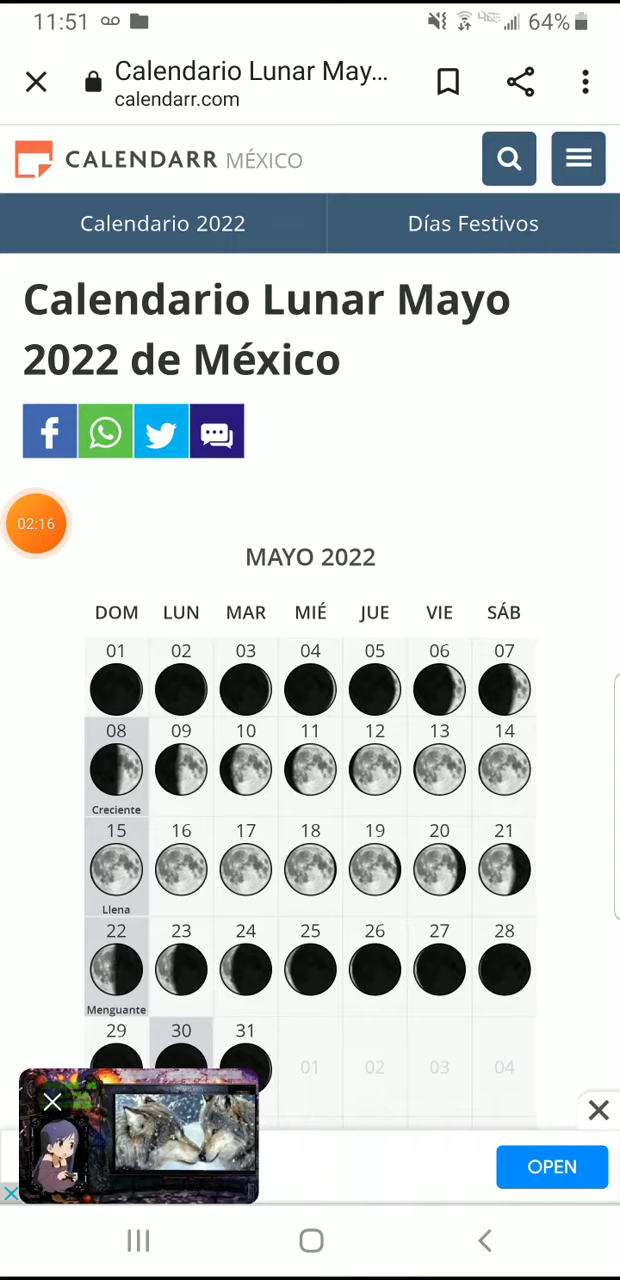 11:51
64%
Calendario Lunar May...
calendarr.com
CALENDARR MÉXICO
Calendario 2022
Días Festivos
Calendario Lunar Mayo
2022 de México
02:16
MAYO 2022
DOM LUN MAR MIÉ JUE VIE SÁB
01 02 03 04 05 06 07
08 09 10 11 12 13 14
Creciente
15 16 17 18 19 20 21
Llena
22 23 24 25 26 27 28
Menguante
29 30 31
01 02 03 04
OPEN